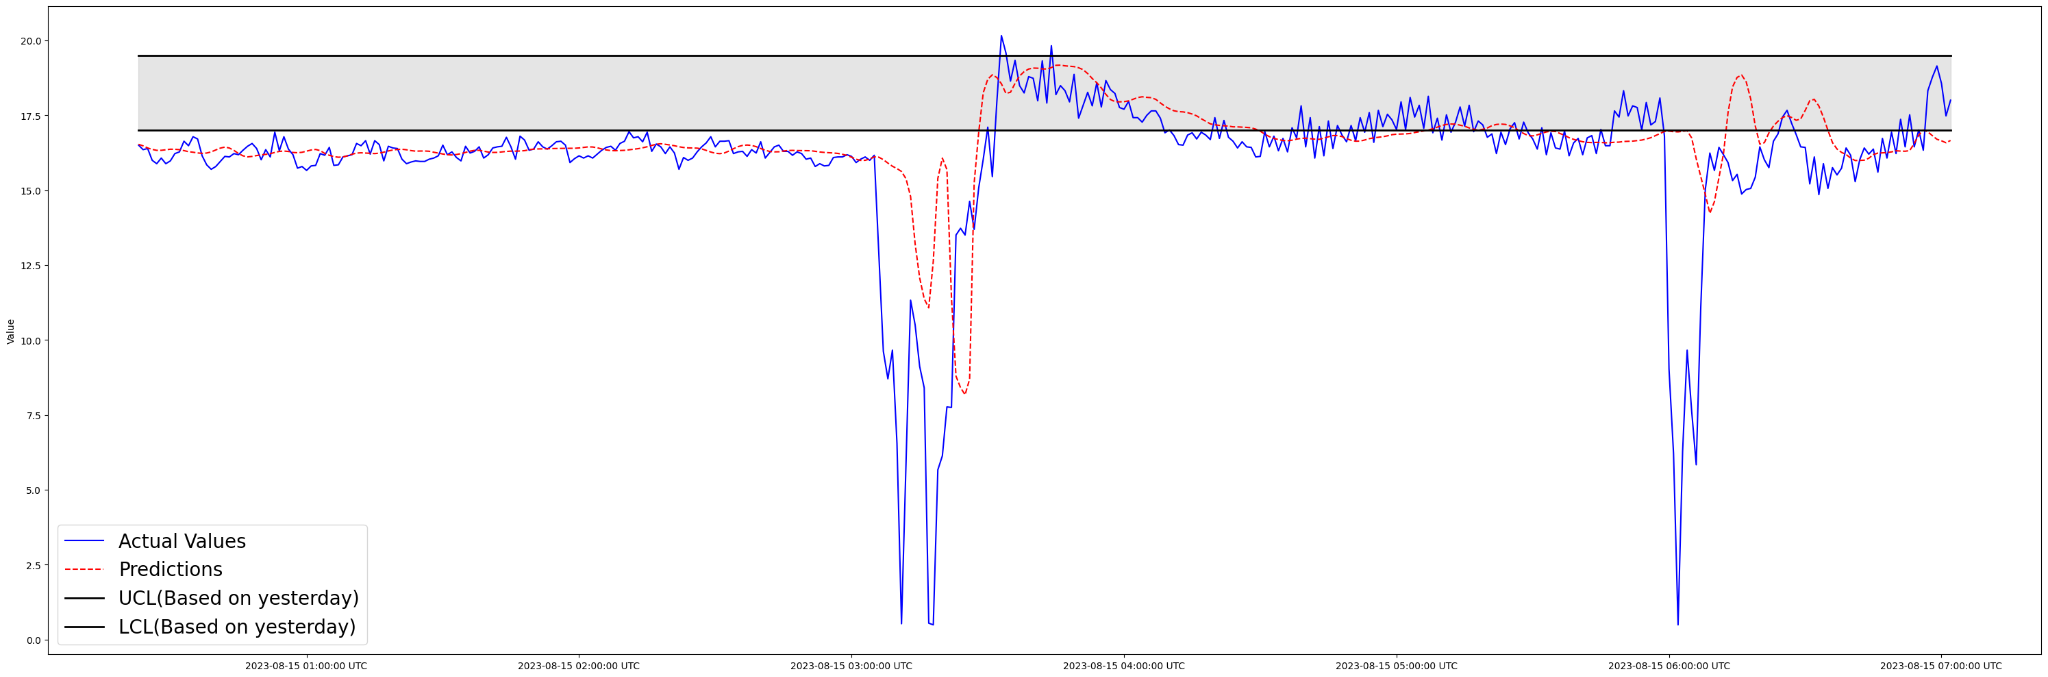 20.0
17.5
15.0
12.5
10.0
7.5
5.0
2.5
0.0
Value
Actual Values
Predictions
UCL(Based on yesterday)
LCL(Based on yesterday)
2023-08-15 01:00:00 UTC
2023-08-15 02:00:00 UTC
2023-08-15 03:00:00 UTC
2023-08-15 04:00:00 UTC
2023-08-15 05:00:00 UTC
2023-08-15 06:00:00 UTC
2023-08-15 07:00:00 UTC